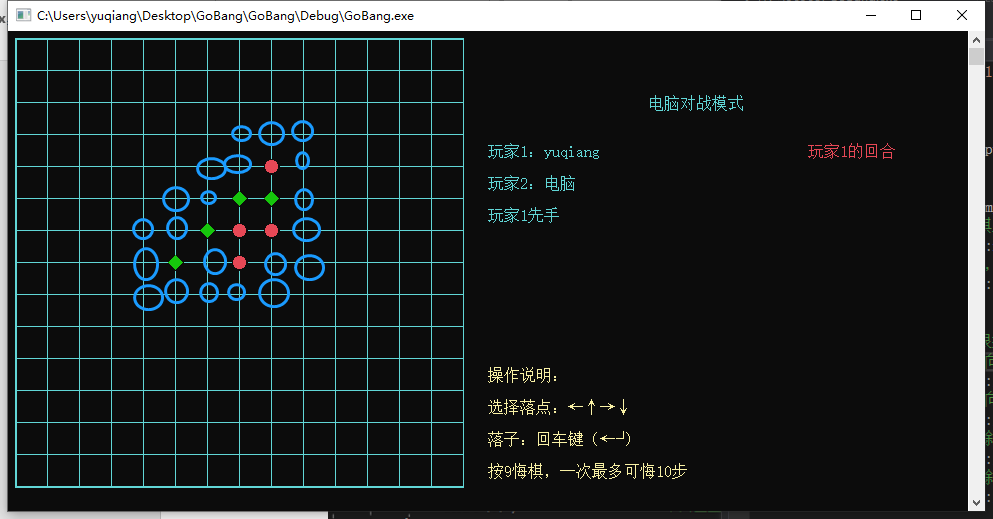 C:\Users\yuqiang\Desktop\GoBang\GoBang\Debug\GoBang.exe
电脑对战模式
玩家1：yuqiang
玩家1的回合
玩家2：电脑
玩家1先手
操作说明：
选择落点：←↑→↓
落子：回车键（←┘）
按9悔棋，一次最多可悔10步